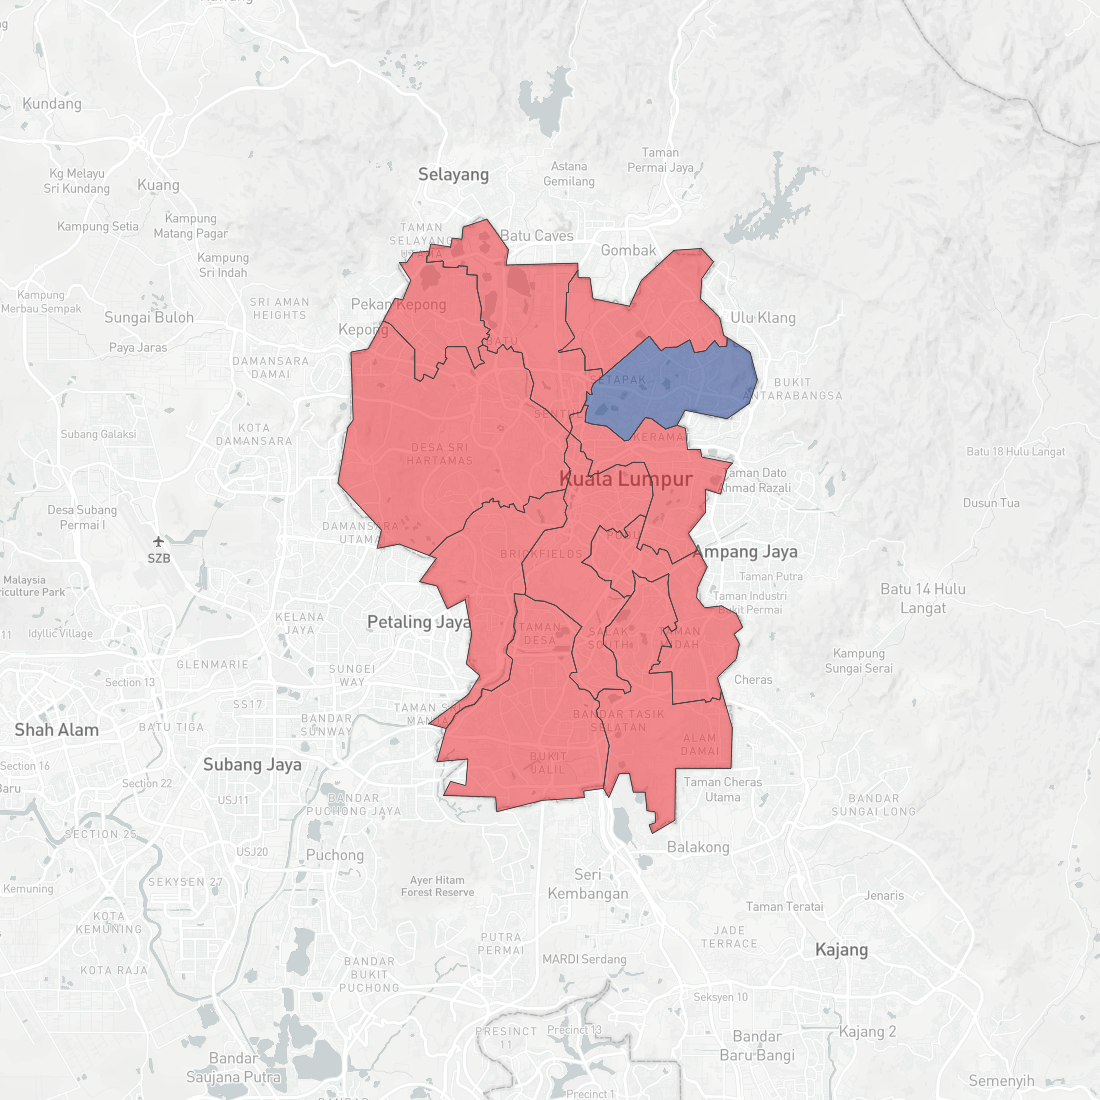 Kundang
Kg Melayu
Sri Kundang
Kuang
Selayang
Astana
Gemilang
Taman
Permai Jaya
Kampung Setia
Kampung
Matang Pagar
Kampung
Sri Indah
TAMAN
SELAYANG
UTAMA
Batu Caves
Gombak
Kampung
Merbau Sempak
Sungai Buloh
SRI AMAN
HEIGHTS
Pekan Kepong
Kepong
Ulu Klang
Paya Jaras
DAMANSARA
DAMAI
BATU
SETAPAK
BUKIT
ANTARABANGSA
Subang Galaksi
KOTA
DAMANSARA
DESA SRI
HARTAMAS
SENTUL
KERAMAT
Batu 18 Hulu Langat
Kuala Lumpur
Taman Dato
Ahmad Razali
Dusun Tua
Desa Subang
Permai I
DAMANSARA
UTAMA
SZB
BRICKFIELDS
Ampang Jaya
Malaysia
riculture Park
Taman Putra
Taman Industri
Bukit Permai
Batu 14 Hulu
Langat
KELANA
JAYA
Petaling Jaya
TAMAN
DESA
SALAK
SOUTH
TAMAN
MIDAH
11
Idylic Village
GLENMARIE
SUNGEI
WAY
Kampung
Sungai Serai
Cheras
Section 13
SS17
BANDAR
SUNWAY
TAMAN SRI
MANJA
BANDAR TASIK
SELATAN
Shah Alam
BATU TIGA
ALAM
DAMAI
Section 16
Subang Jaya
BUKIT
JALIL
Baru
Section 22
USJ11
BANDAR
PUCHONG JAYA
Taman Cheras
Utama
BANDAR
SUNGAI LONG
SECTION 25
USJ20
Puchong
Balakong
Kemuning
SEKSYEN 27
Ayer Hitam
Forest Reserve
Seri
Kembangan
Jenaris
Taman Teratai
KOTA
KEMUNING
PUTRA
PERMAI
JADE
TERRACE
Kajang
KOTA RAJA
BANDAR
BUKIT
PUCHONG
MARDI Serdang
Seksyen 10
PRESINCT
11
Precinct 13
Kajang 2
Bandar
Baru Bangi
Bandar
Saujana Putra
Semenyih
Precinct 1